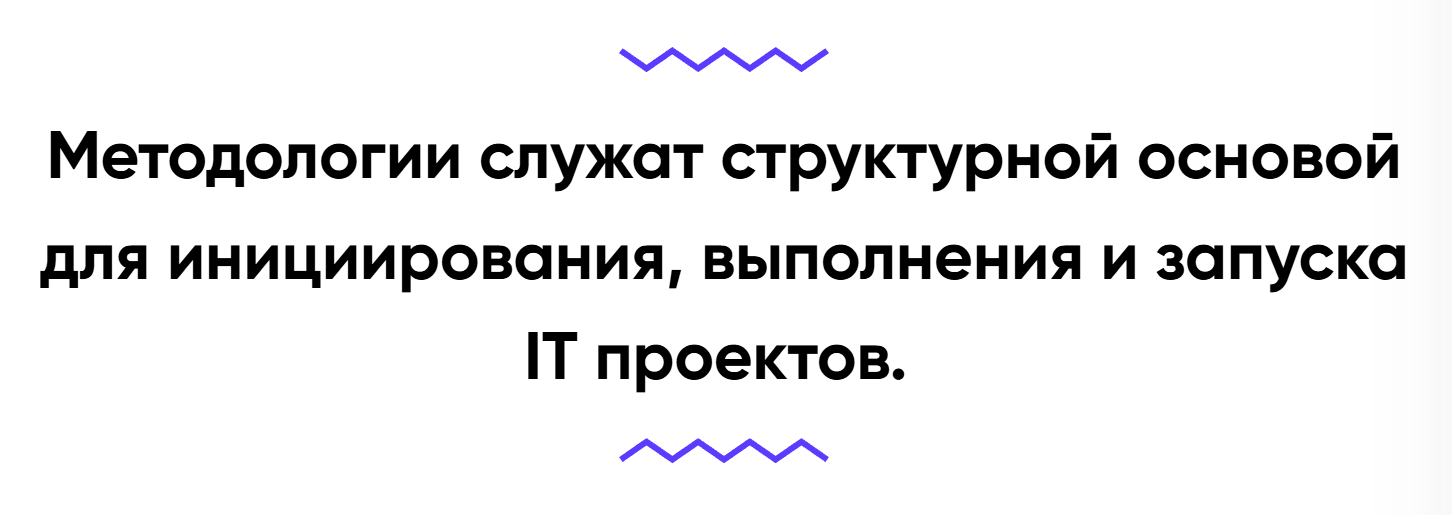 Методологии служат структурной основой
для инициирования, выполнения и запуска
IT проектов.